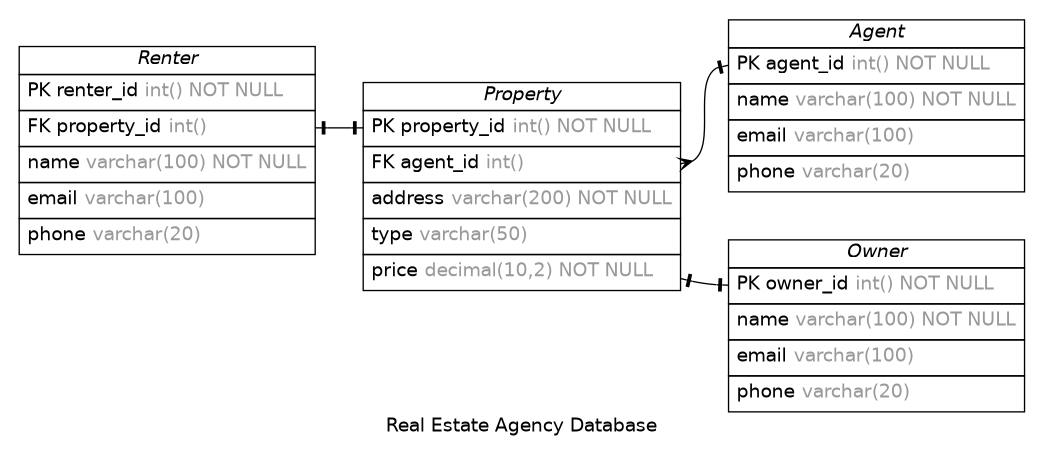 Renter
PK renter_id int() NOT NULL
FK property_id int()
name varchar(100) NOT NULL
email varchar(100)
phone varchar(20)
Property
PK property_id int() NOT NULL
FK agent_id int()
address varchar(200) NOT NULL
type varchar(50)
price decimal(10,2) NOT NULL
Agent
PK agent_id int() NOT NULL
name varchar(100) NOT NULL
email varchar(100)
phone varchar(20)
Owner
PK owner_id int() NOT NULL
name varchar(100) NOT NULL
email varchar(100)
phone varchar(20)
Real Estate Agency Database